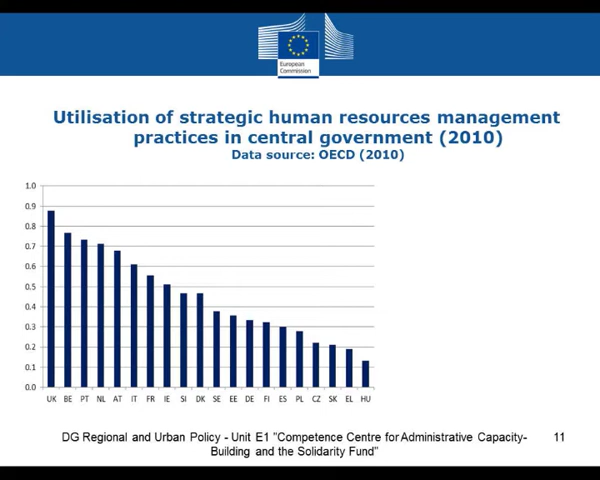 European
Commission
Utilisation of strategic human resources management
practices in central government (2010)
Data source: OECD (2010)
1.0
0.9
0.8
0.7
0.6
0.5
0.4
0.3
0.2
0.1
0.0
UK BE PT NL AT IT FR IE SI DK SE EE DE FI ES PL CZ SK EL HU
DG Regional and Urban Policy - Unit E1 "Competence Centre for Administrative Capacity-
Building and the Solidarity Fund"
11